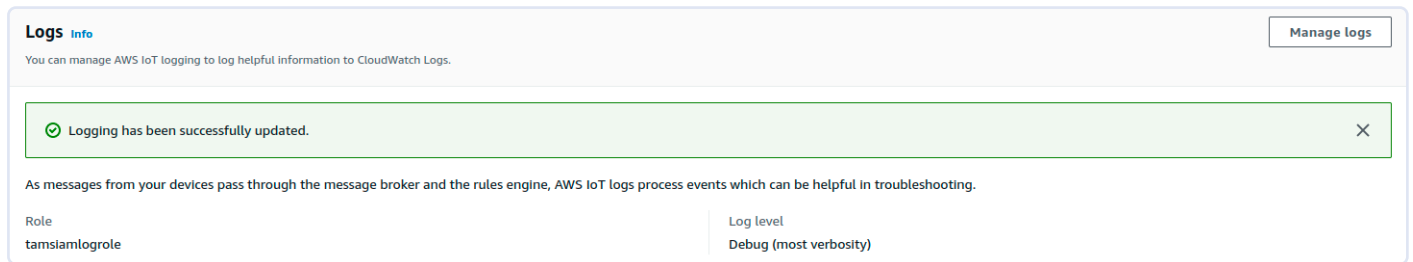 Logs Info
Manage logs
You can manage AWS IoT logging to log helpful information to CloudWatch Logs.
Logging has been successfully updated.
As messages from your devices pass through the message broker and the rules engine, AWS IoT logs process events which can be helpful in troubleshooting.
Role
tamsiamlogrole
Log level
Debug (most verbosity)